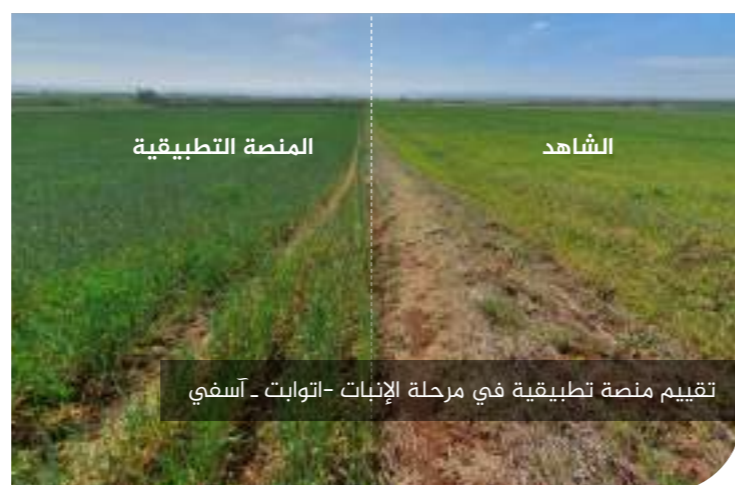 الشاهد
المنصة التطبيقية
تقييم منصة تطبيقية في مرحلة الإنبات -اتوابت - آسفي